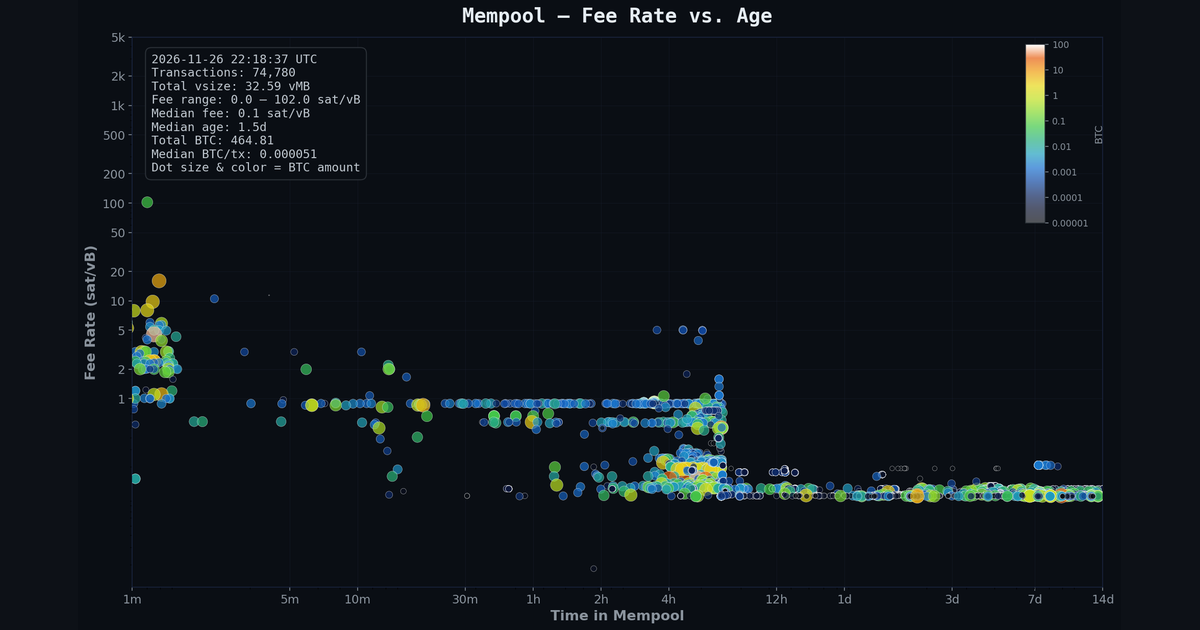 Mempool — Fee Rate vs. Age
2026-11-26 22:18:37 UTC
Transactions: 74,780
Total vsize: 32.59 vMB
Fee range: 0.0 — 102.0 sat/vB
Median fee: 0.1 sat/vB
Median age: 1.5d
Total BTC: 464.81
Median BTC/tx: 0.000051
Dot size & color = BTC amount
100
10
1
0.1
0.01
0.001
0.0001
0.00001
BTC
Fee Rate (sat/vB)
5k
2k
1k
500
200
100
50
20
10
5
2
1
1m
5m
10m
30m
1h
2h
4h
12h
1d
3d
7d
14d
Time in Mempool